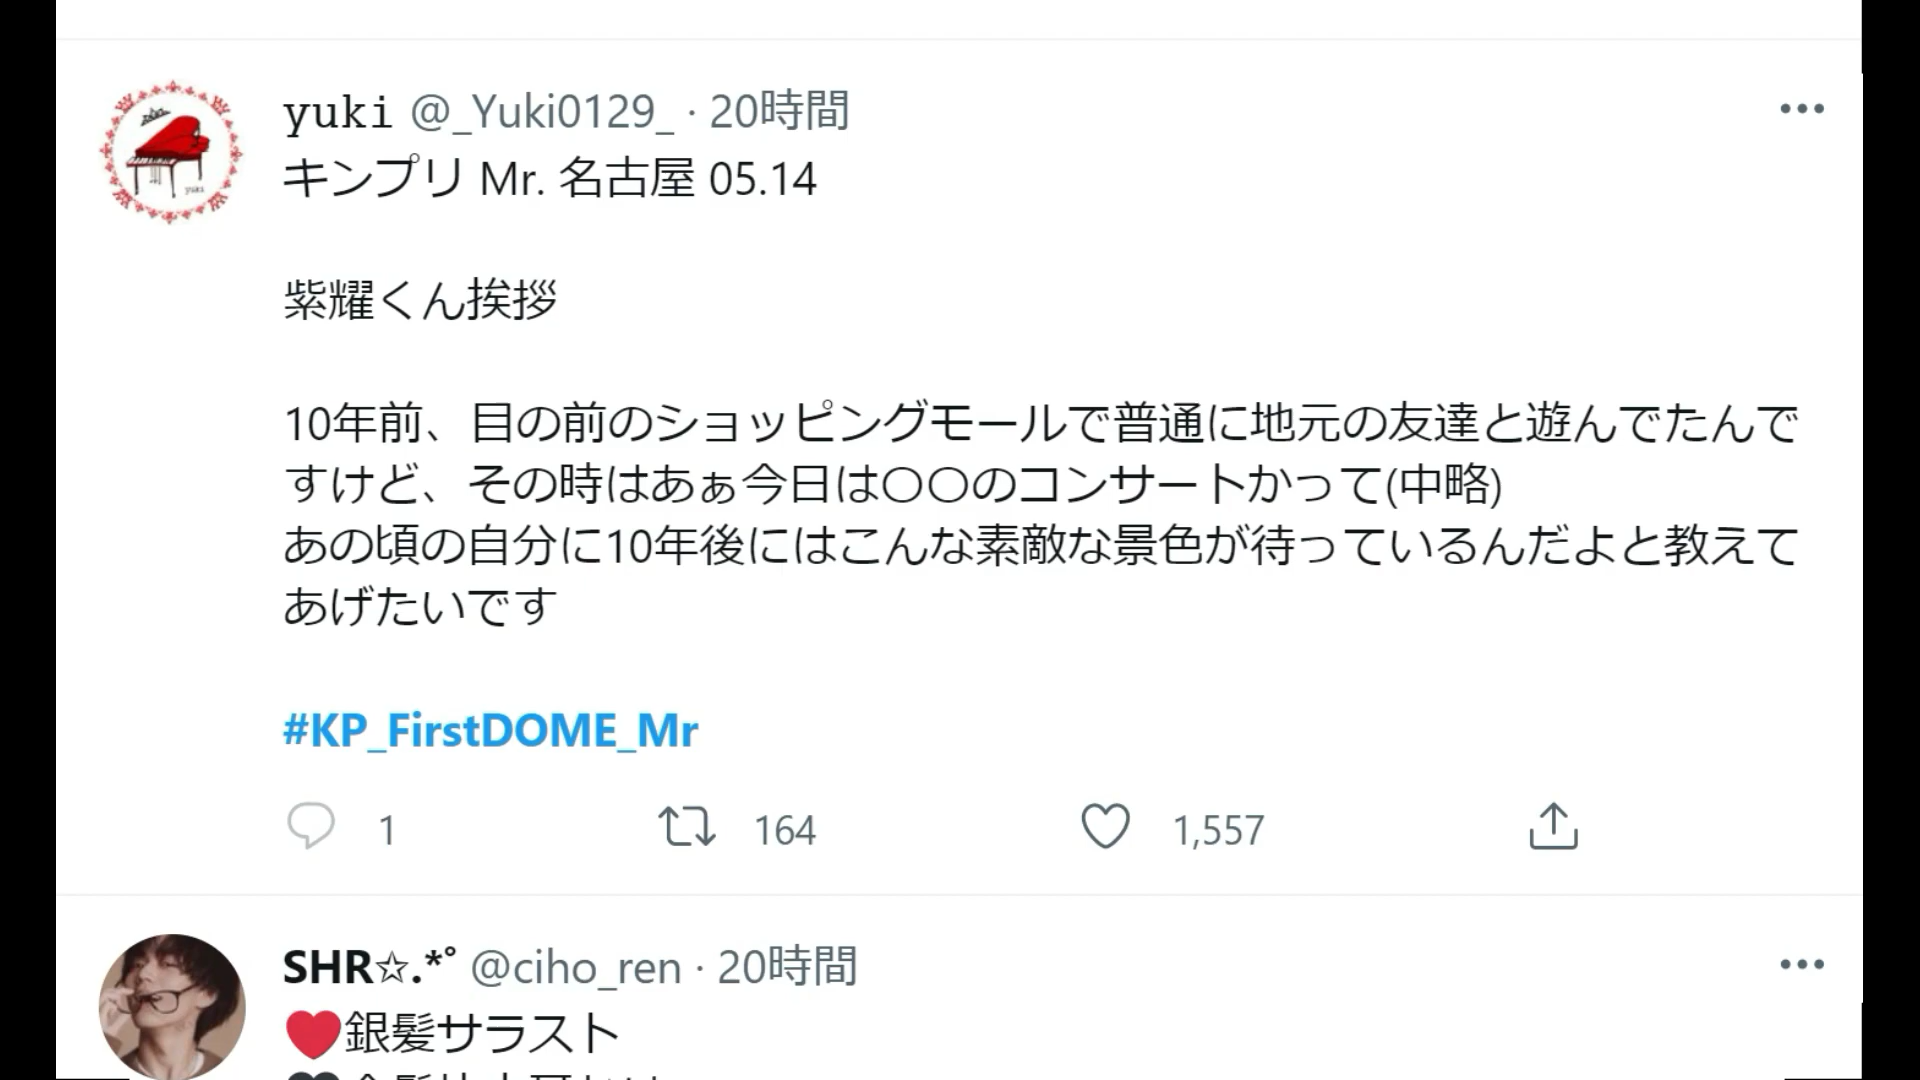 yuki @_Yuki0129_ · 20時間
キンプリ Mr. 名古屋 05.14
紫耀くん挨拶
10年前、目の前のショッピングモールで普通に地元の友達と遊んでたんで
すけど、その時はあぁ今日は〇〇のコンサートかって(中略)
あの頃の自分に10年後にはこんな素敵な景色が待っているんだよと教えて
あげたいです
#KP_FirstDOME_Mr
1 164 1,557
SHR☆.*ﾟ @ciho_ren · 20時間
❤️銀髪サラスト